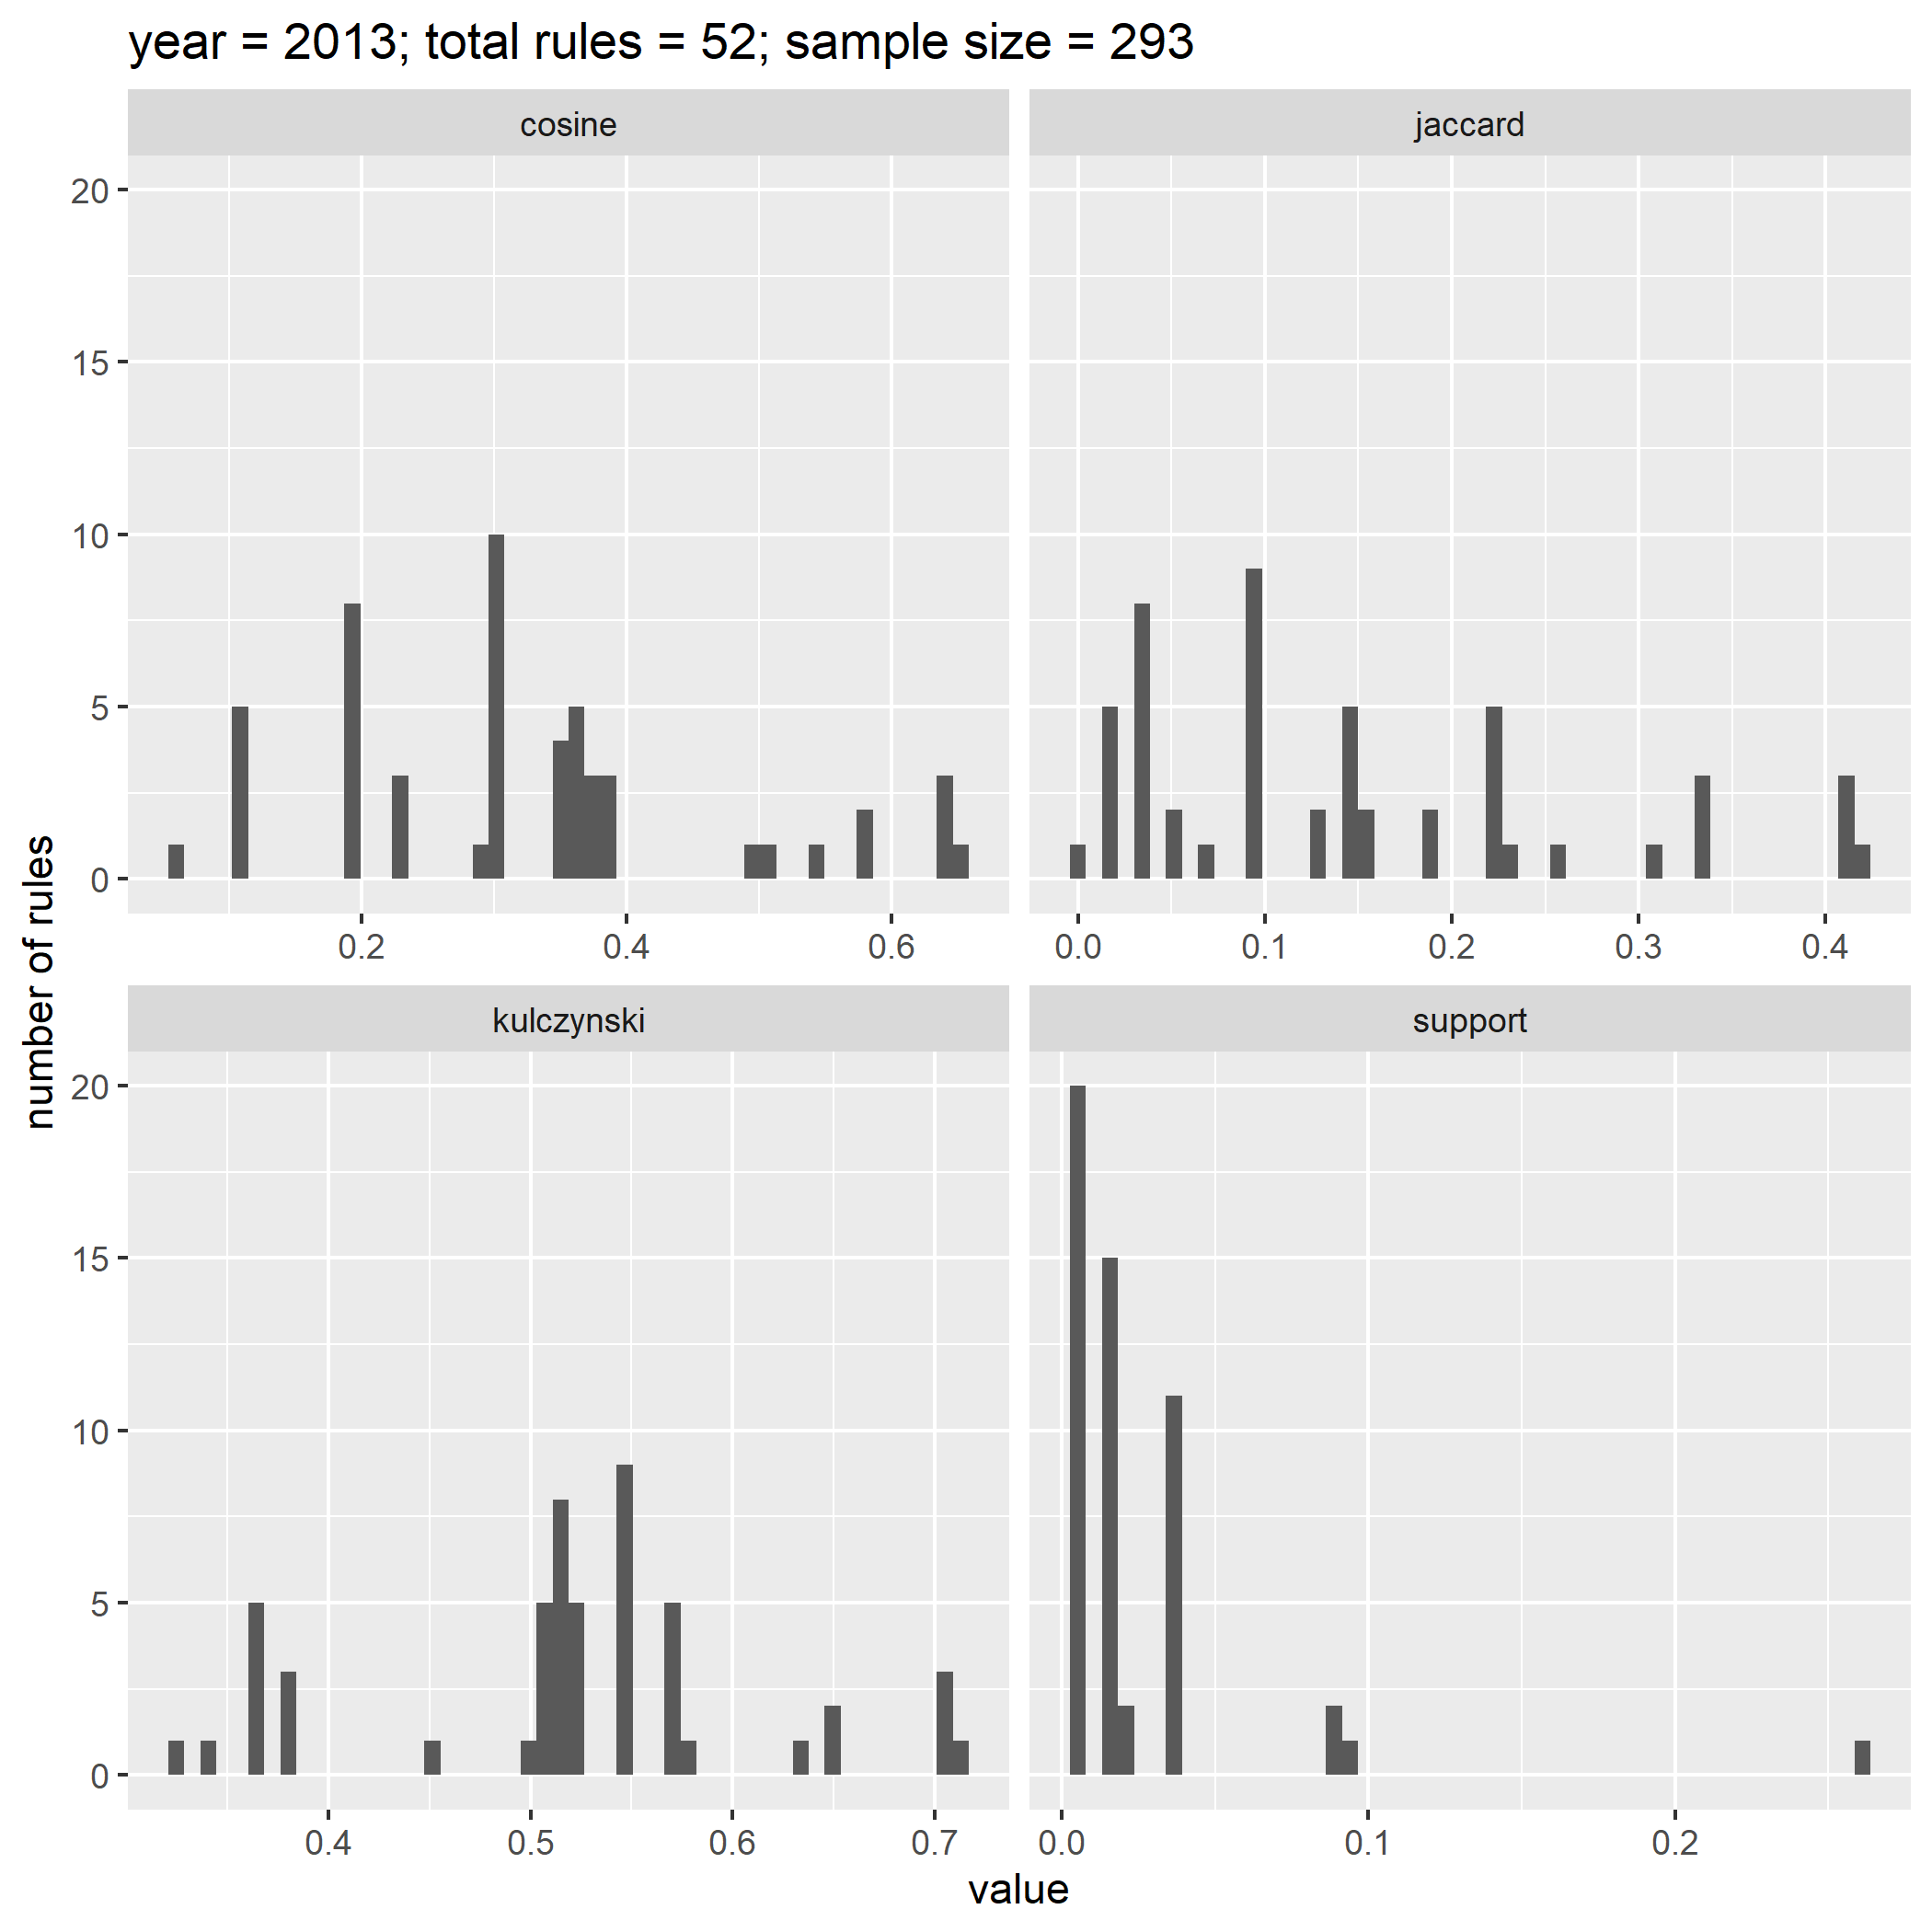 year = 2013; total rules = 52; sample size = 293
cosine
jaccard
20
15
10
5
0
0.2 0.4 0.6
0.0 0.1 0.2 0.3 0.4
number of rules
kulczynski
support
20
15
10
5
0
0.4 0.5 0.6 0.7
0.0 0.1 0.2
value